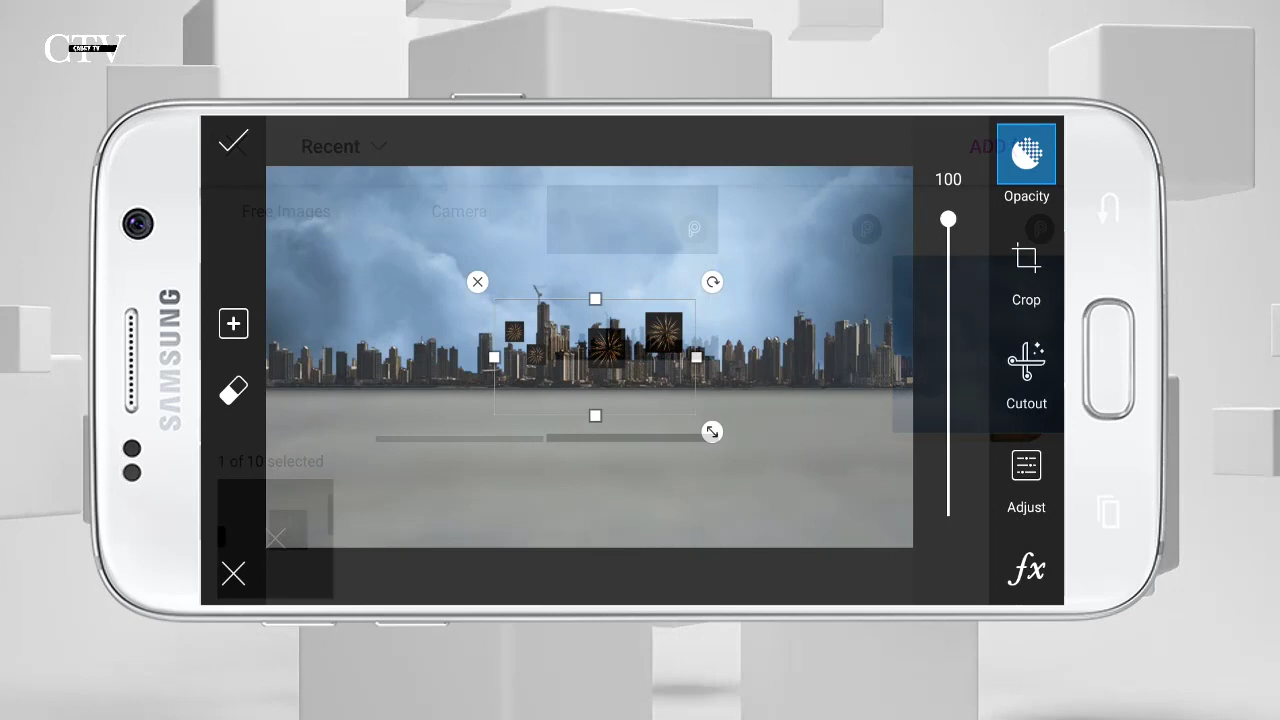 CTV
Recent
ADD
100
Opacity
Free Images
Camera
Crop
Cutout
1 of 10 selected
Adjust
fx
SAMSUNG